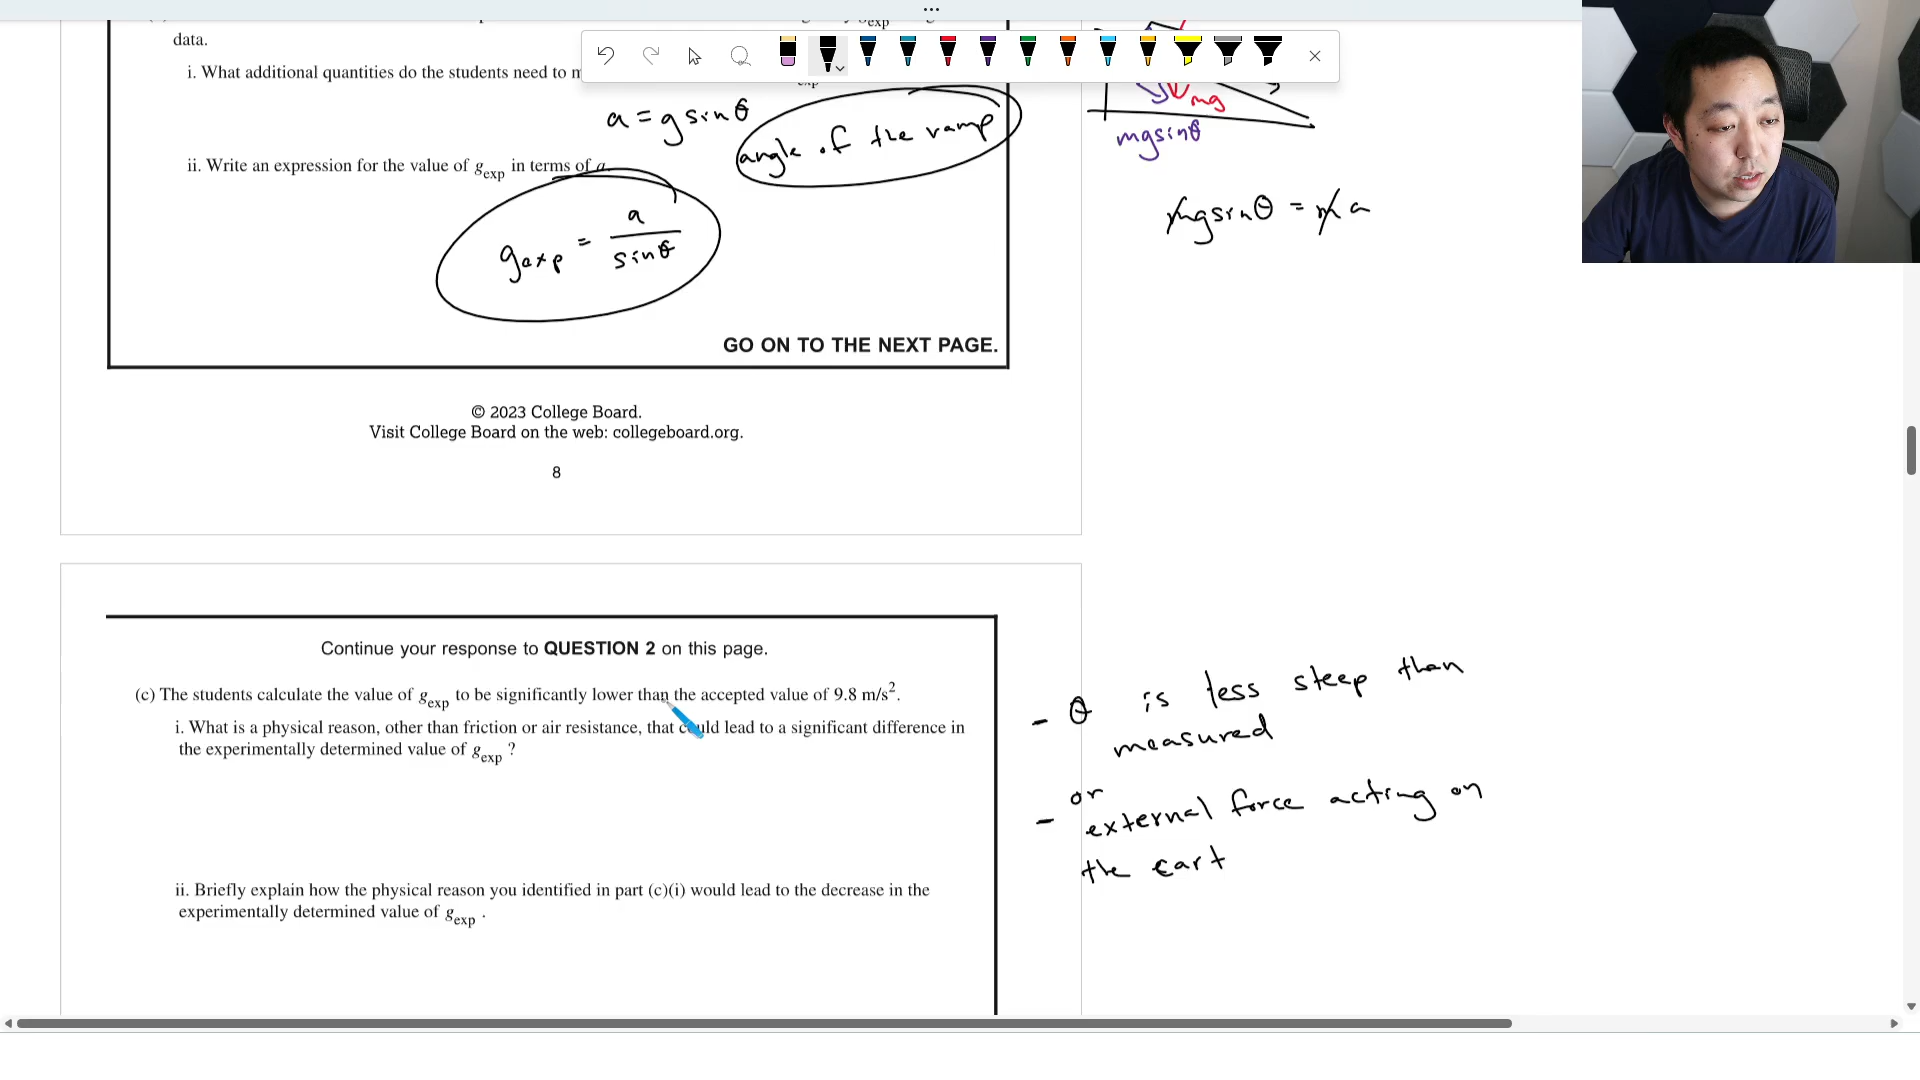 data.
i. What additional quantities do the students need to
a = g sinθ
angle of the ramp
ii. Write an expression for the value of g_exp in terms of a.
g_exp = a / sinθ
mg
mgsinθ
mgsinθ = ma
GO ON TO THE NEXT PAGE.
© 2023 College Board.
Visit College Board on the web: collegeboard.org.
8
Continue your response to QUESTION 2 on this page.
(c) The students calculate the value of g_exp to be significantly lower than the accepted value of 9.8 m/s².
i. What is a physical reason, other than friction or air resistance, that could lead to a significant difference in
the experimentally determined value of g_exp ?
- θ is less steep than
measured
or
- external force acting on
the cart
ii. Briefly explain how the physical reason you identified in part (c)(i) would lead to the decrease in the
experimentally determined value of g_exp .